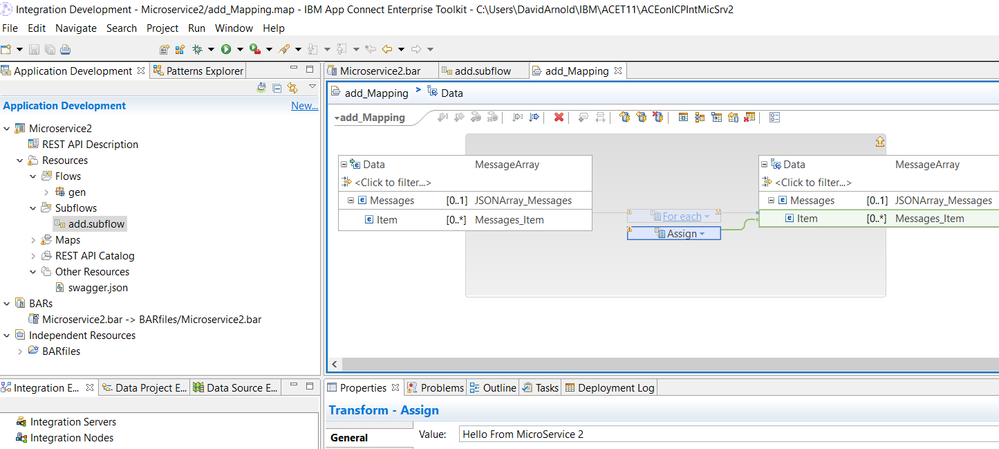 Integration Development - Microservice2/add_Mapping.map - IBM App Connect Enterprise Toolkit - C:\Users\DavidArnold\IBM\ACET11\ACEonICPIntMicSrv2
File Edit Navigate Search Project Run Window Help
Application Development Patterns Explorer
Application Development New...
Microservice2
REST API Description
Resources
Flows
gen
Subflows
add.subflow
Maps
REST API Catalog
Other Resources
swagger.json
BARs
Microservice2.bar -> BARfiles/Microservice2.bar
Independent Resources
BARfiles
Integration E... Data Project E... Data Source E...
Integration Servers
Integration Nodes
Microservice2.bar add.subflow add_Mapping
add_Mapping > Data
add_Mapping
Data MessageArray
<Click to filter...>
Messages [0..1] JSONArray_Messages
Item [0..*] Messages_Item
For each
Assign
Data MessageArray
<Click to filter...>
Messages [0..1] JSONArray_Messages
Item [0..*] Messages_Item
Properties Problems Outline Tasks Deployment Log
Transform - Assign
General
Value: Hello From MicroService 2